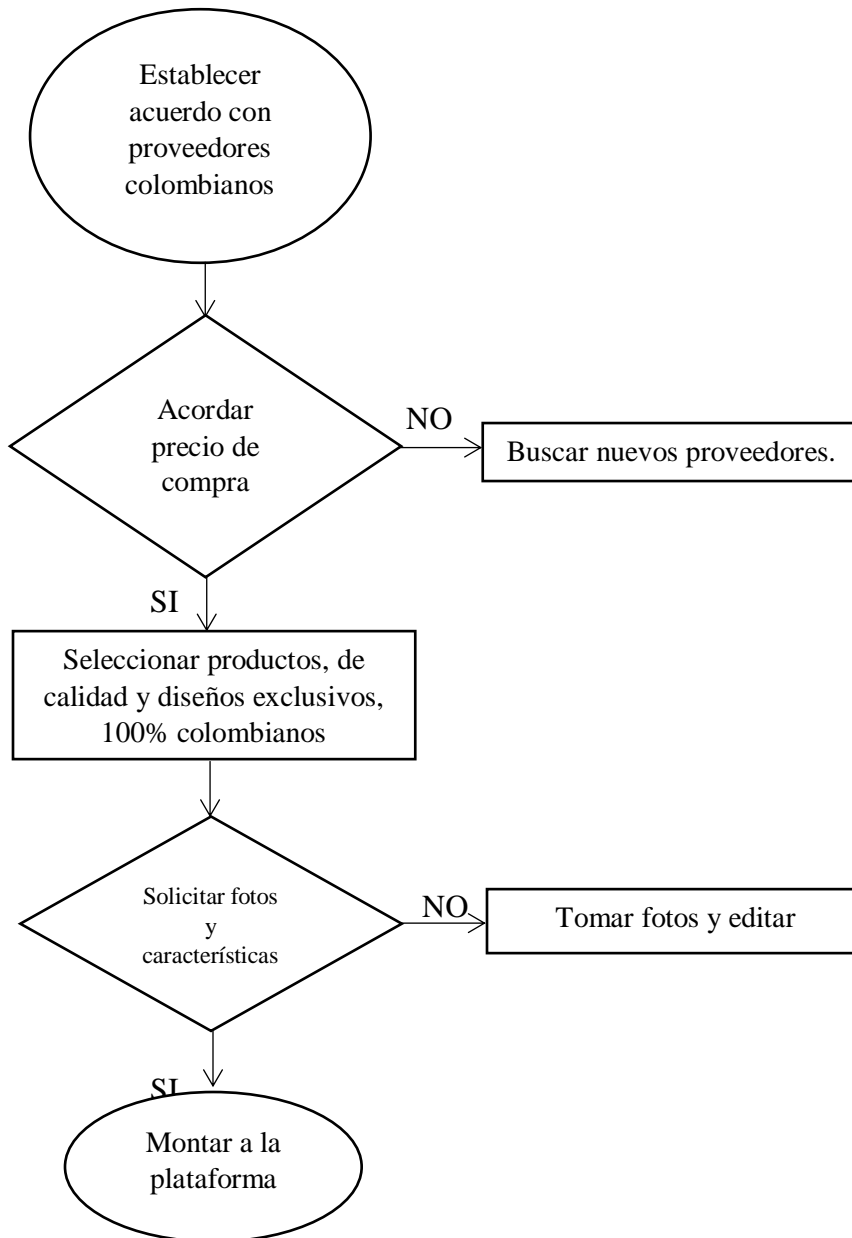 Establecer
acuerdo con
proveedores
colombianos
Acordar
precio de
compra
NO
Buscar nuevos proveedores.
SI
Seleccionar productos, de
calidad y diseños exclusivos,
100% colombianos
Solicitar fotos
y
características
NO
Tomar fotos y editar
SI
Montar a la
plataforma